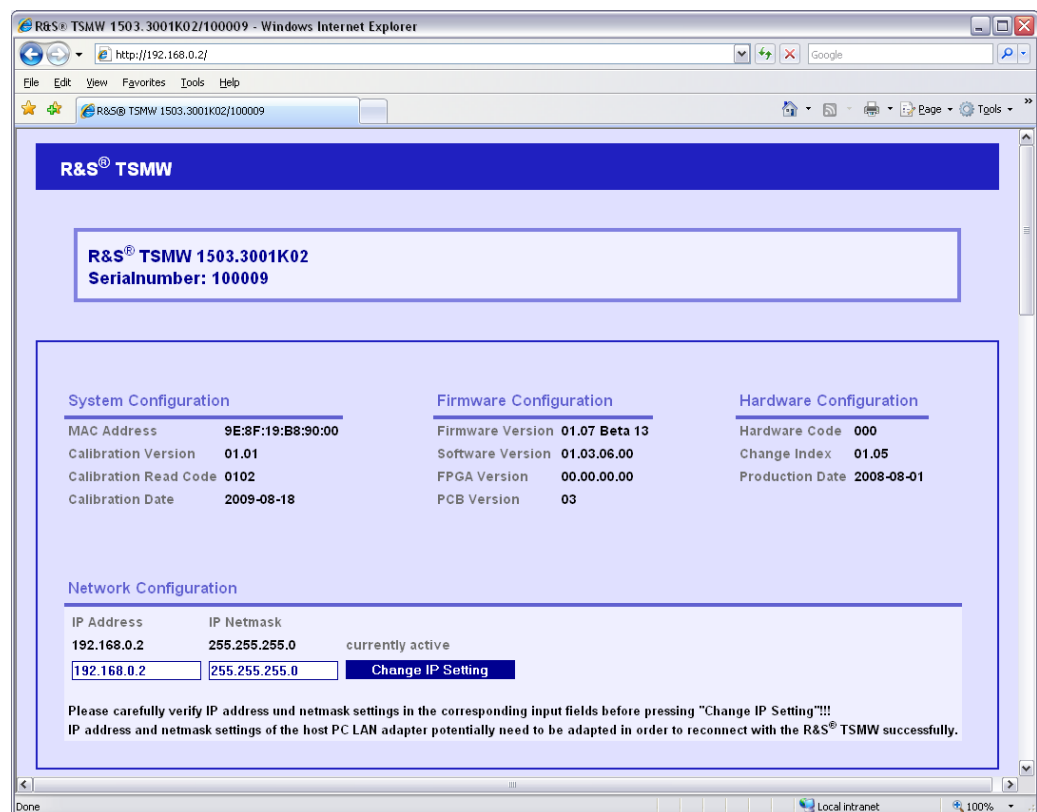 R&S® TSMW 1503.3001K02/100009 - Windows Internet Explorer
http://192.168.0.2/
Google
File Edit View Favorites Tools Help
R&S® TSMW 1503.3001K02/100009
Page Tools »
R&S® TSMW
R&S® TSMW 1503.3001K02
Serialnumber: 100009
System Configuration Firmware Configuration Hardware Configuration
MAC Address 9E:8F:19:B8:90:00 Firmware Version 01.07 Beta 13 Hardware Code 000
Calibration Version 01.01 Software Version 01.03.06.00 Change Index 01.05
Calibration Read Code 0102 FPGA Version 00.00.00.00 Production Date 2008-08-01
Calibration Date 2009-08-18 PCB Version 03
Network Configuration
IP Address IP Netmask
192.168.0.2 255.255.255.0 currently active
192.168.0.2 255.255.255.0 Change IP Setting
Please carefully verify IP address und netmask settings in the corresponding input fields before pressing "Change IP Setting"!!!
IP address and netmask settings of the host PC LAN adapter potentially need to be adapted in order to reconnect with the R&S® TSMW successfully.
Done Local intranet 100%